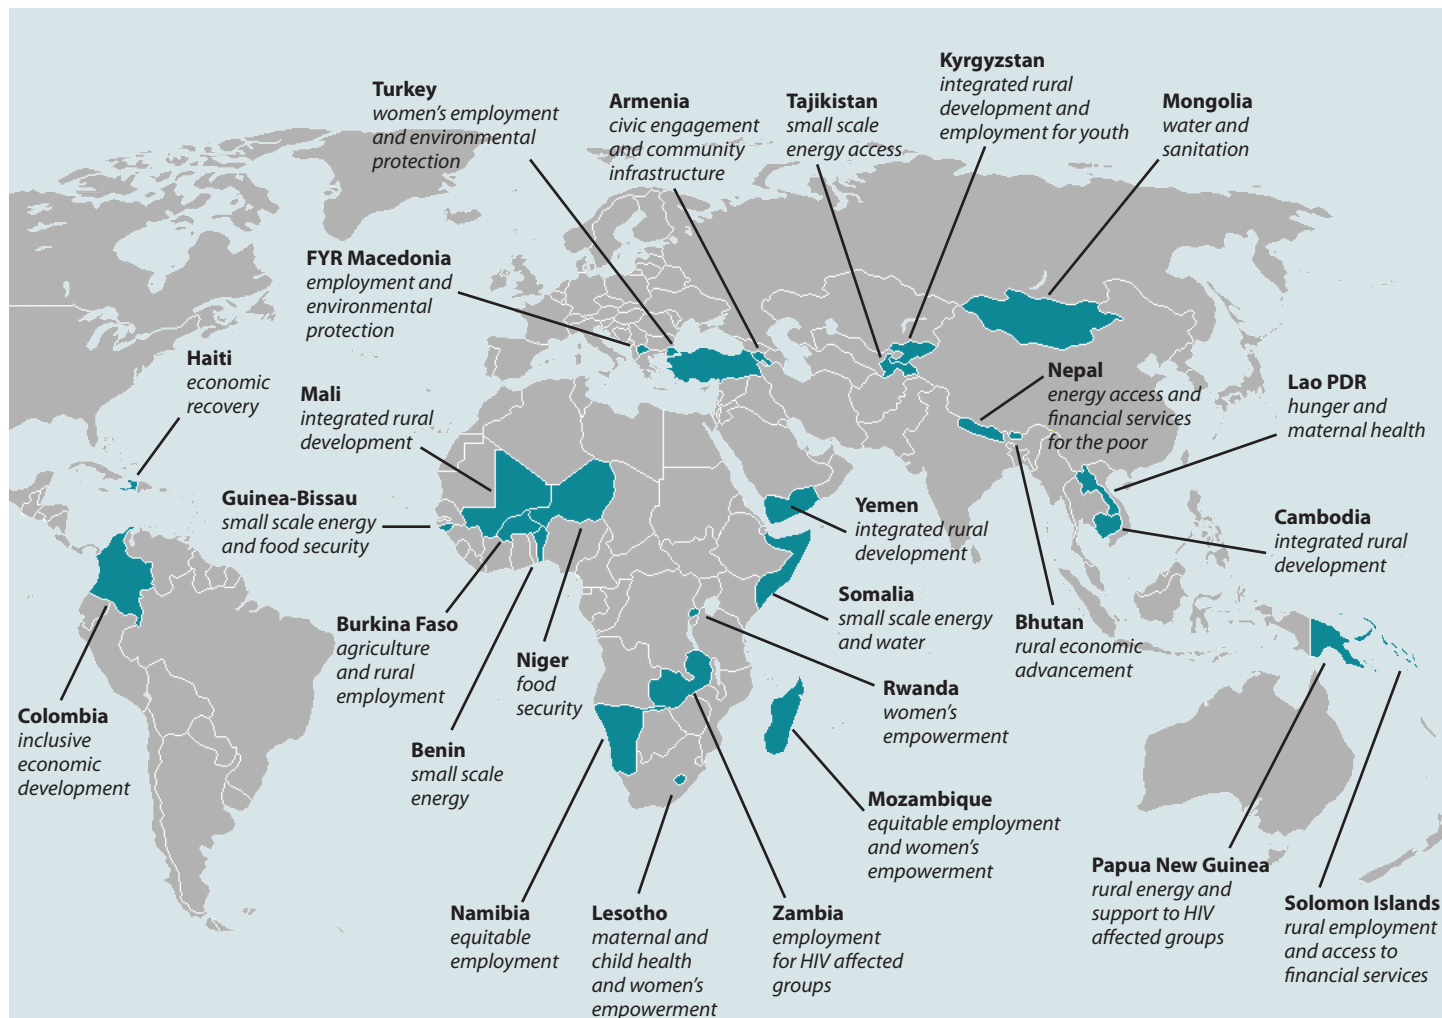 Kyrgyzstan
integrated rural
development and
employment for youth
Turkey
women's employment
and environmental
protection
Armenia
civic engagement
and community
infrastructure
Tajikistan
small scale
energy access
Mongolia
water and
sanitation
FYR Macedonia
employment and
environmental
protection
Haiti
economic
recovery
Mali
integrated rural
development
Nepal
energy access and
financial services
for the poor
Lao PDR
hunger and
maternal health
Guinea-Bissau
small scale energy
and food security
Yemen
integrated rural
development
Cambodia
integrated rural
development
Somalia
small scale energy
and water
Bhutan
rural economic
advancement
Burkina Faso
agriculture
and rural
employment
Niger
food
security
Rwanda
women's
empowerment
Colombia
inclusive
economic
development
Benin
small scale
energy
Mozambique
equitable employment
and women's
empowerment
Papua New Guinea
rural energy and
support to HIV
affected groups
Solomon Islands
rural employment
and access to
financial services
Namibia
equitable
employment
Lesotho
maternal and
child health
and women's
empowerment
Zambia
employment
for HIV affected
groups